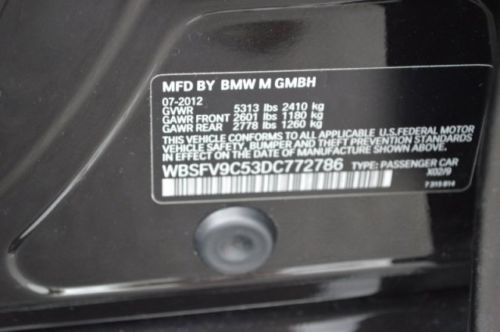 MFD BY BMW M GMBH
07-2012
GVWR 5313 lbs 2410 kg
GAWR FRONT 2601 lbs 1180 kg
GAWR REAR 2778 lbs 1260 kg
THIS VEHICLE CONFORMS TO ALL APPLICABLE U.S. FEDERAL MOTOR
VEHICLE SAFETY, BUMPER, AND THEFT PREVENTION STANDARDS IN
EFFECT ON THE DATE OF MANUFACTURE SHOWN ABOVE.
WBSFV9C53DC772786 TYPE: PASSENGER CAR
X02/9